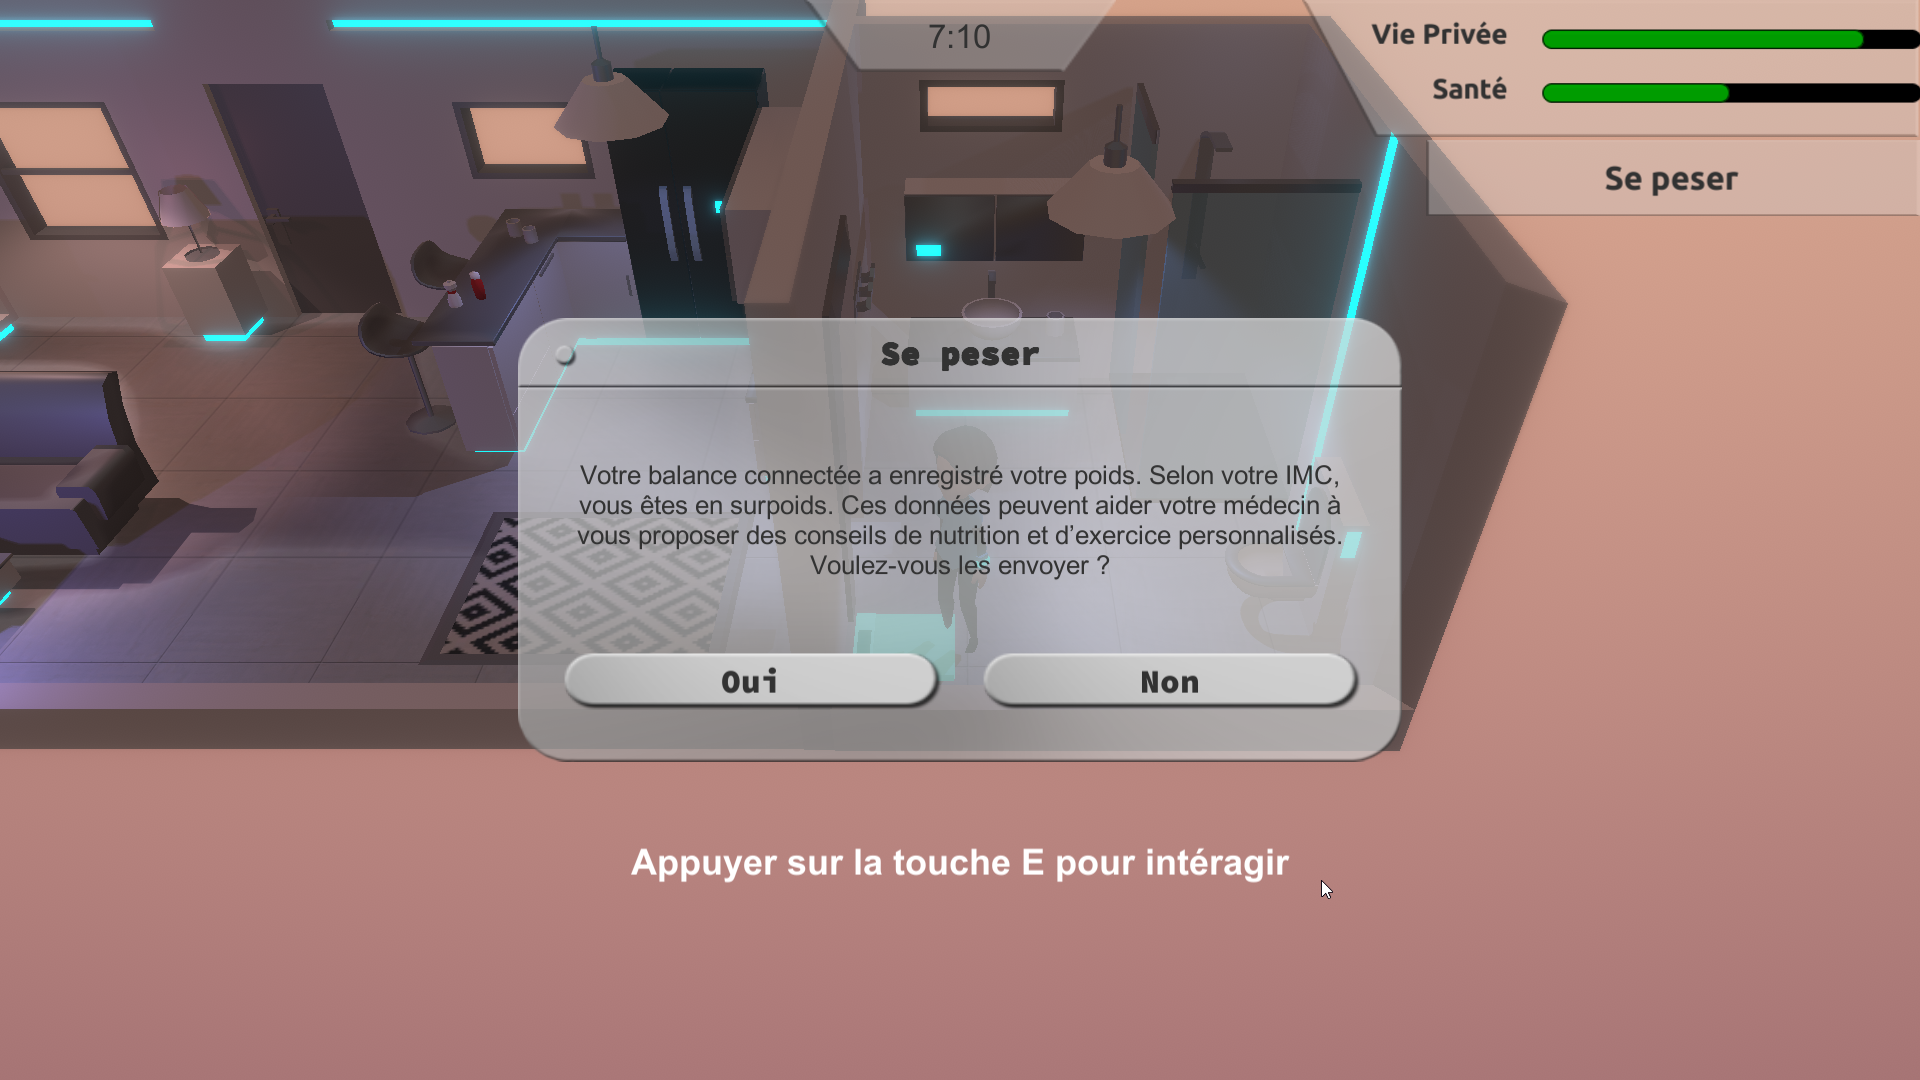 7:10
Vie Privée
Santé
Se peser
Se peser
Votre balance connectée a enregistré votre poids. Selon votre IMC,
vous êtes en surpoids. Ces données peuvent aider votre médecin à
vous proposer des conseils de nutrition et d’exercice personnalisés.
Voulez-vous les envoyer ?
Oui
Non
Appuyer sur la touche E pour intéragir